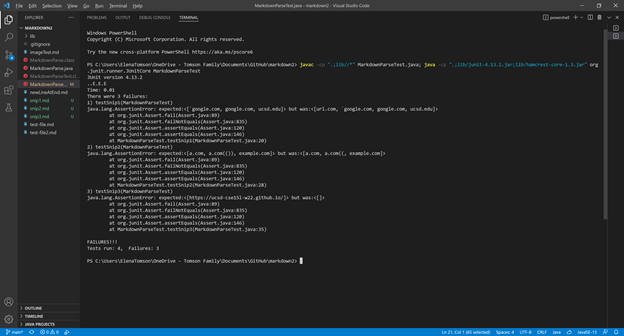 File Edit Selection View Go Run Terminal Help
MarkdownParseTest.java - markdown2 - Visual Studio Code
EXPLORER
MARKDOWN2
lib
.gitignore
imageTest.md
MarkdownParse.class
MarkdownParse.java
MarkdownParseTest.cl...
MarkdownParse... M
newLineAtEnd.md
snip1.md U
snip2.md U
snip3.md U
test-file.md
test-file2.md
OUTLINE
TIMELINE
JAVA PROJECTS
PROBLEMS OUTPUT DEBUG CONSOLE TERMINAL
powershell
Windows PowerShell
Copyright (C) Microsoft Corporation. All rights reserved.
Try the new cross-platform PowerShell https://aka.ms/pscore6
PS C:\Users\ElenaTomson\OneDrive - Tomson Family\Documents\GitHub\markdown2> javac -cp ".;lib/*" MarkdownParseTest.java; java -cp ".;lib/junit-4.13.2.jar;lib/hamcrest-core-1.3.jar" org
.junit.runner.JUnitCore MarkdownParseTest
JUnit version 4.13.2
..E.E.E
Time: 0.01
There were 3 failures:
1) testSnip1(MarkdownParseTest)
java.lang.AssertionError: expected:<[`google.com, google.com, ucsd.edu]> but was:<[url.com, `google.com, google.com, ucsd.edu]>
at org.junit.Assert.fail(Assert.java:89)
at org.junit.Assert.failNotEquals(Assert.java:835)
at org.junit.Assert.assertEquals(Assert.java:120)
at org.junit.Assert.assertEquals(Assert.java:146)
at MarkdownParseTest.testSnip1(MarkdownParseTest.java:20)
2) testSnip2(MarkdownParseTest)
java.lang.AssertionError: expected:<[a.com, a.com(()), example.com]> but was:<[a.com, a.com((, example.com]>
at org.junit.Assert.fail(Assert.java:89)
at org.junit.Assert.failNotEquals(Assert.java:835)
at org.junit.Assert.assertEquals(Assert.java:120)
at org.junit.Assert.assertEquals(Assert.java:146)
at MarkdownParseTest.testSnip2(MarkdownParseTest.java:28)
3) testSnip3(MarkdownParseTest)
java.lang.AssertionError: expected:<[https://ucsd-cse15l-w22.github.io/]> but was:<[]>
at org.junit.Assert.fail(Assert.java:89)
at org.junit.Assert.failNotEquals(Assert.java:835)
at org.junit.Assert.assertEquals(Assert.java:120)
at org.junit.Assert.assertEquals(Assert.java:146)
at MarkdownParseTest.testSnip3(MarkdownParseTest.java:35)
FAILURES!!!
Tests run: 4, Failures: 3
PS C:\Users\ElenaTomson\OneDrive - Tomson Family\Documents\GitHub\markdown2>
main* 0 0 Ln 21, Col 1 (65 selected) Spaces: 4 UTF-8 CRLF Java JavaSE-15